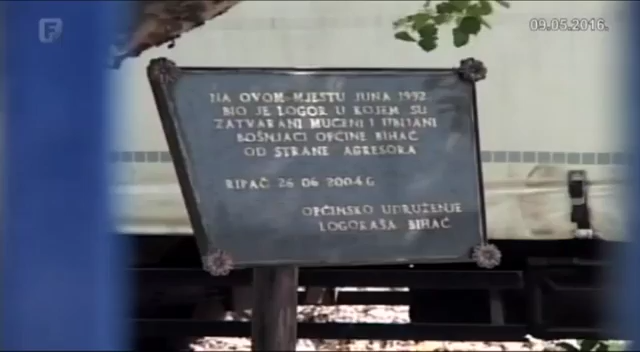 F
09.05.2016.
NA OVOM MJESTU JUNA 1992
BIO JE LOGOR U KOJEM SU
ZATVARANI MUČENI I UBIJANI
BOŠNJACI OPĆINE BIHAĆ
OD STRANE AGRESORA
RIPAČ 26 06 2004 G
OPĆINSKO UDRUŽENJE
LOGORAŠA BIHAĆ